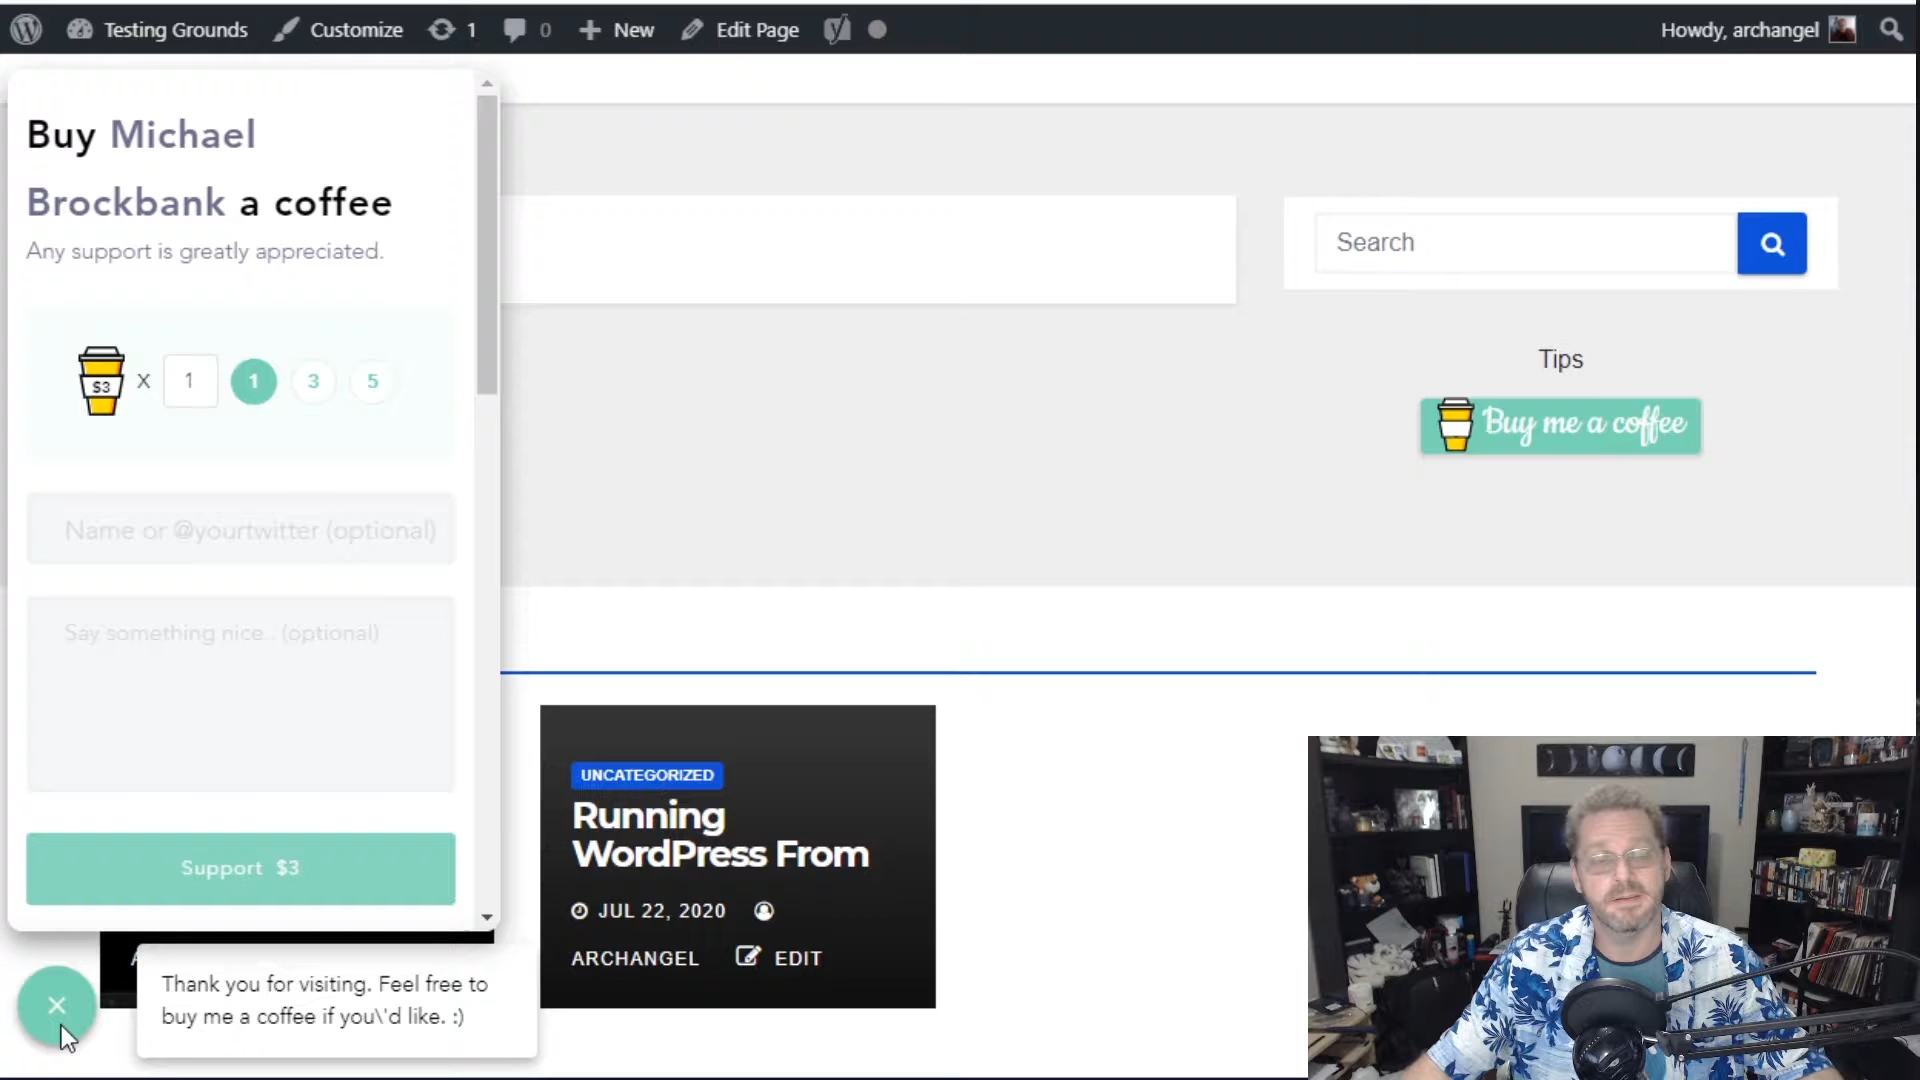 Testing Grounds Customize 1 0 New Edit Page Howdy, archangel
Buy Michael
Brockbank a coffee
Any support is greatly appreciated.
$3 X 1 1 3 5
Name or @yourtwitter (optional)
Say something nice.. (optional)
Support $3
Thank you for visiting. Feel free to
buy me a coffee if you\'d like. :)
Search
Tips
Buy me a coffee
UNCATEGORIZED
Running
WordPress From
JUL 22, 2020
ARCHANGEL EDIT